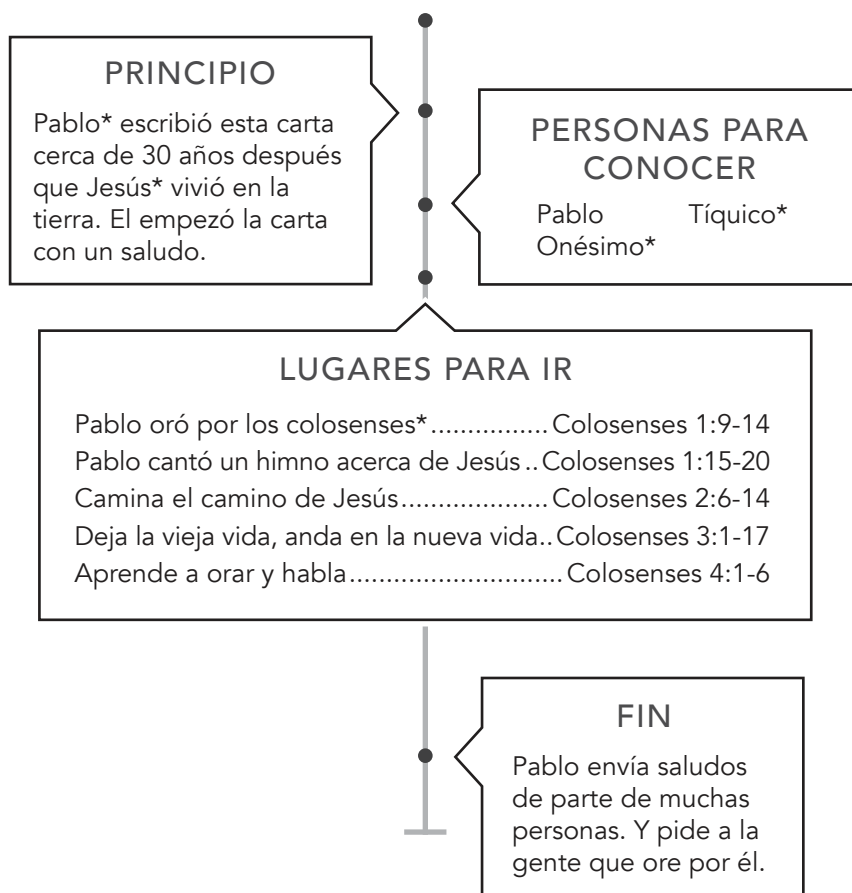 PRINCIPIO
Pablo* escribió esta carta
cerca de 30 años después
que Jesús* vivió en la
tierra. El empezó la carta
con un saludo.
PERSONAS PARA
CONOCER
Pablo Tíquico*
Onésimo*
LUGARES PARA IR
Pablo oró por los colosenses*................Colosenses 1:9-14
Pablo cantó un himno acerca de Jesús..Colosenses 1:15-20
Camina el camino de Jesús....................Colosenses 2:6-14
Deja la vieja vida, anda en la nueva vida..Colosenses 3:1-17
Aprende a orar y habla.............................Colosenses 4:1-6
FIN
Pablo envía saludos
de parte de muchas
personas. Y pide a la
gente que ore por él.